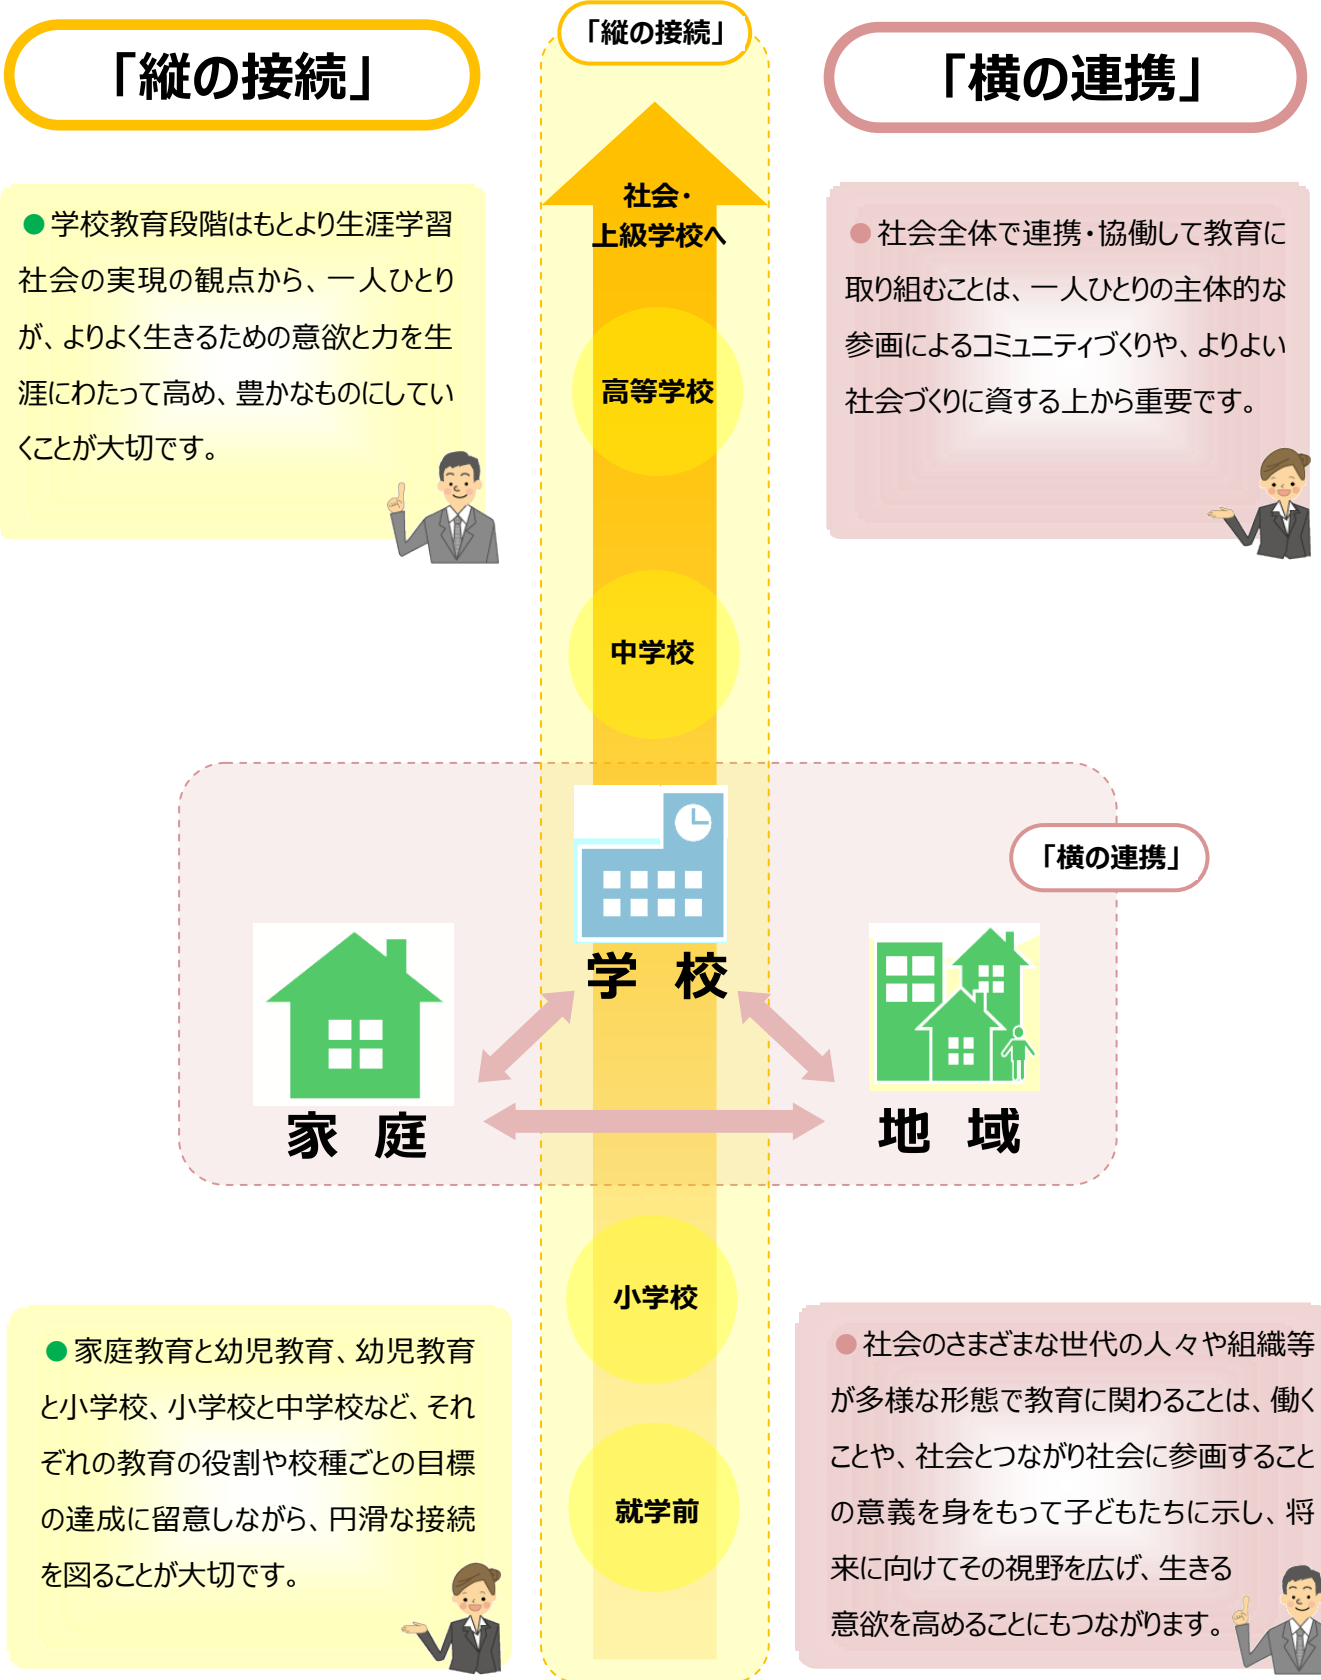 「縦の接続」
「縦の接続」
「横の連携」
●学校教育段階はもとより生涯学習
社会の実現の観点から、一人ひとり
が、よりよく生きるための意欲と力を生
涯にわたって高め、豊かなものにしてい
くことが大切です。
社会・
上級学校へ
●社会全体で連携・協働して教育に
取り組むことは、一人ひとりの主体的な
参画によるコミュニティづくりや、よりよい
社会づくりに資する上から重要です。
高等学校
中学校
「横の連携」
学　校
家　庭
地　域
小学校
就学前
●家庭教育と幼児教育、幼児教育
と小学校、小学校と中学校など、それ
ぞれの教育の役割や校種ごとの目標
の達成に留意しながら、円滑な接続
を図ることが大切です。
●社会のさまざまな世代の人々や組織等
が多様な形態で教育に関わることは、働く
ことや、社会とつながり社会に参画すること
の意義を身をもって子どもたちに示し、将
来に向けてその視野を広げ、生きる
意欲を高めることにもつながります。